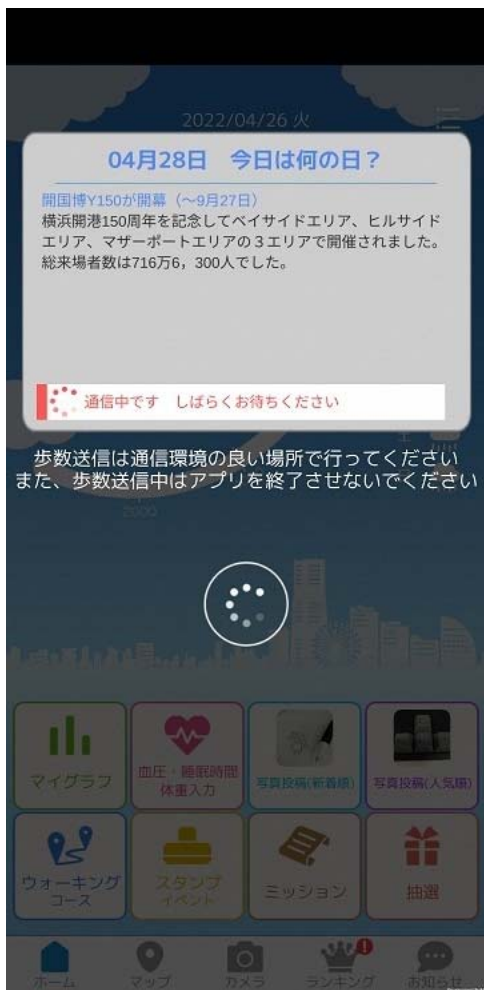 2022/04/26 火
04月28日 今日は何の日？
開国博Y150が開幕（～9月27日）
横浜開港150周年を記念してベイサイドエリア、ヒルサイド
エリア、マザーポートエリアの３エリアで開催されました。
総来場者数は716万6，300人でした。
通信中です しばらくお待ちください
歩数送信は通信環境の良い場所で行ってください
また、歩数送信中はアプリを終了させないでください
2000
マイグラフ
血圧・睡眠時間
体重入力
写真投稿(新着順)
写真投稿(人気順)
ウォーキング
コース
スタンプ
イベント
ミッション
抽選
ホーム
マップ
カメラ
ランキング
お知らせ